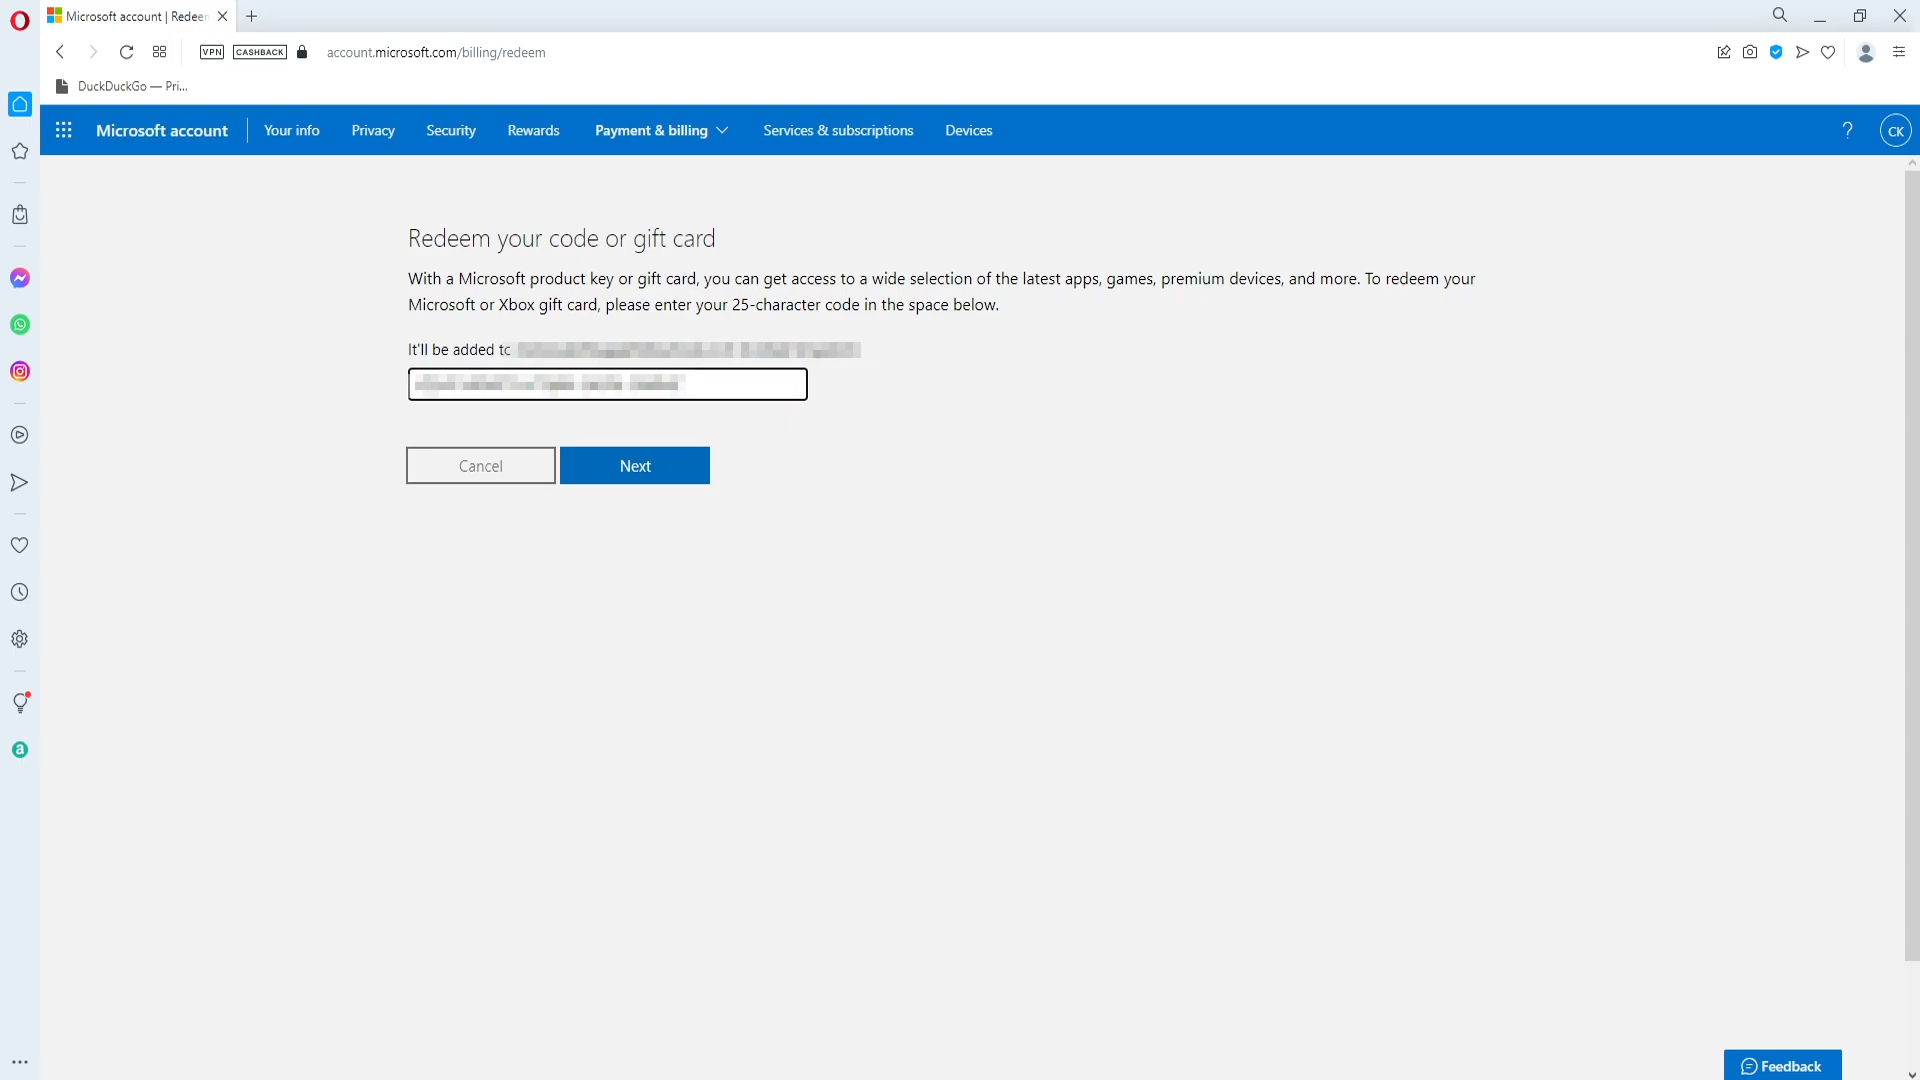 Microsoft account | Redee
VPN
CASHBACK
account.microsoft.com/billing/redeem
DuckDuckGo — Pri...
Microsoft account
Your info
Privacy
Security
Rewards
Payment & billing
Services & subscriptions
Devices
?
CK
Redeem your code or gift card
With a Microsoft product key or gift card, you can get access to a wide selection of the latest apps, games, premium devices, and more. To redeem your
Microsoft or Xbox gift card, please enter your 25-character code in the space below.
It'll be added to
Cancel
Next
a
Feedback